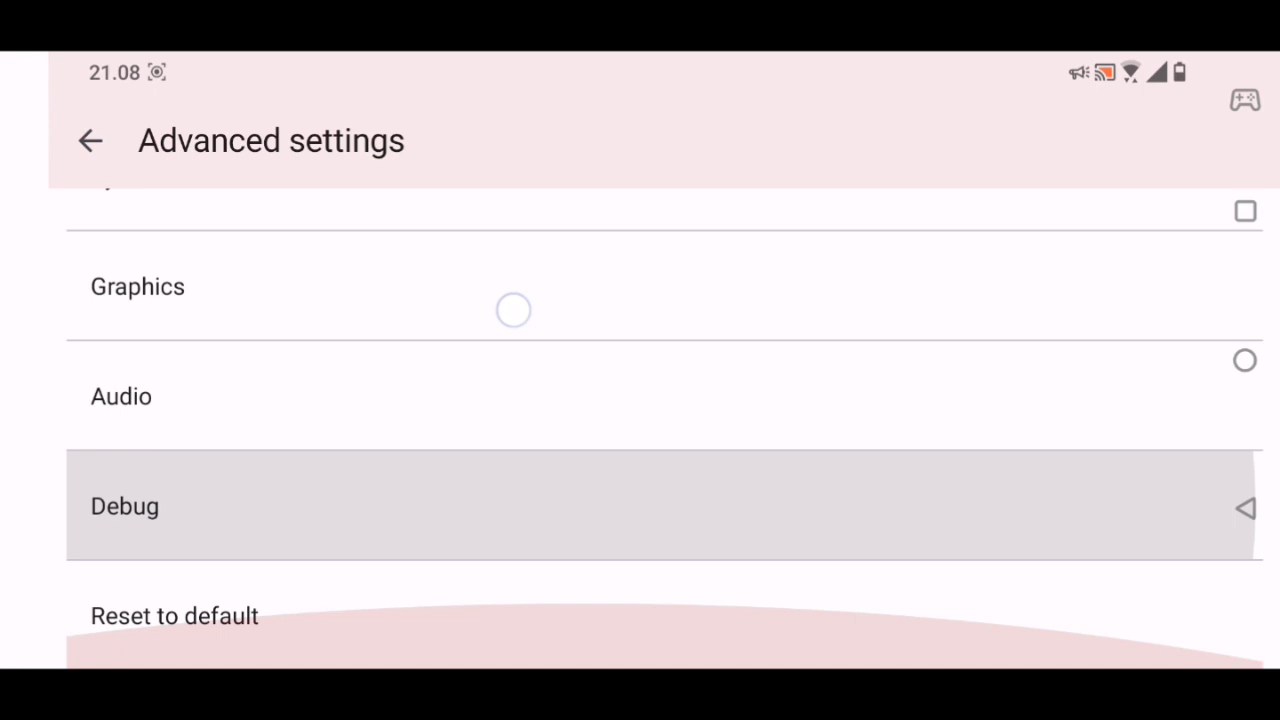 21.08
Advanced settings
Graphics
Audio
Debug
Reset to default